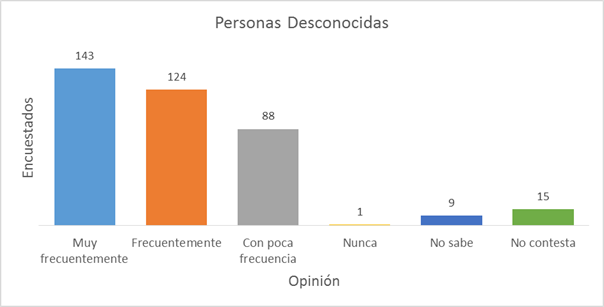 Personas Desconocidas
143
124
88
1
9
15
Encuestados
Muy
frecuentemente
Frecuentemente
Con poca
frecuencia
Nunca
No sabe
No contesta
Opinión